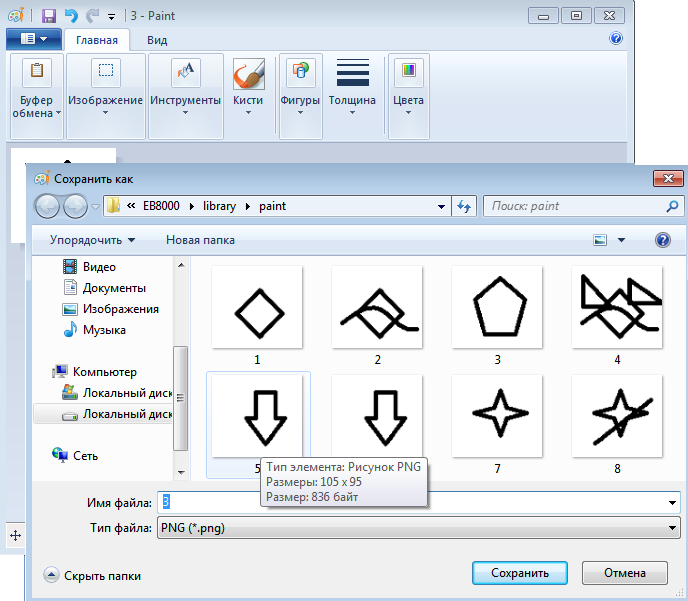 3 - Paint
Главная Вид
Буфер обмена
Изображение
Инструменты
Кисти
Фигуры
Толщина
Цвета
Сохранить как
« EB8000 library paint
Поиск: paint
Упорядочить Новая папка
Видео
Документы
Изображения
Музыка
Компьютер
Локальный диск
Локальный диск
Сеть
1 2 3 4
5 7 8
Тип элемента: Рисунок PNG
Размеры: 105 x 95
Размер: 836 байт
Имя файла: 3
Тип файла: PNG (*.png)
Скрыть папки
Сохранить Отмена